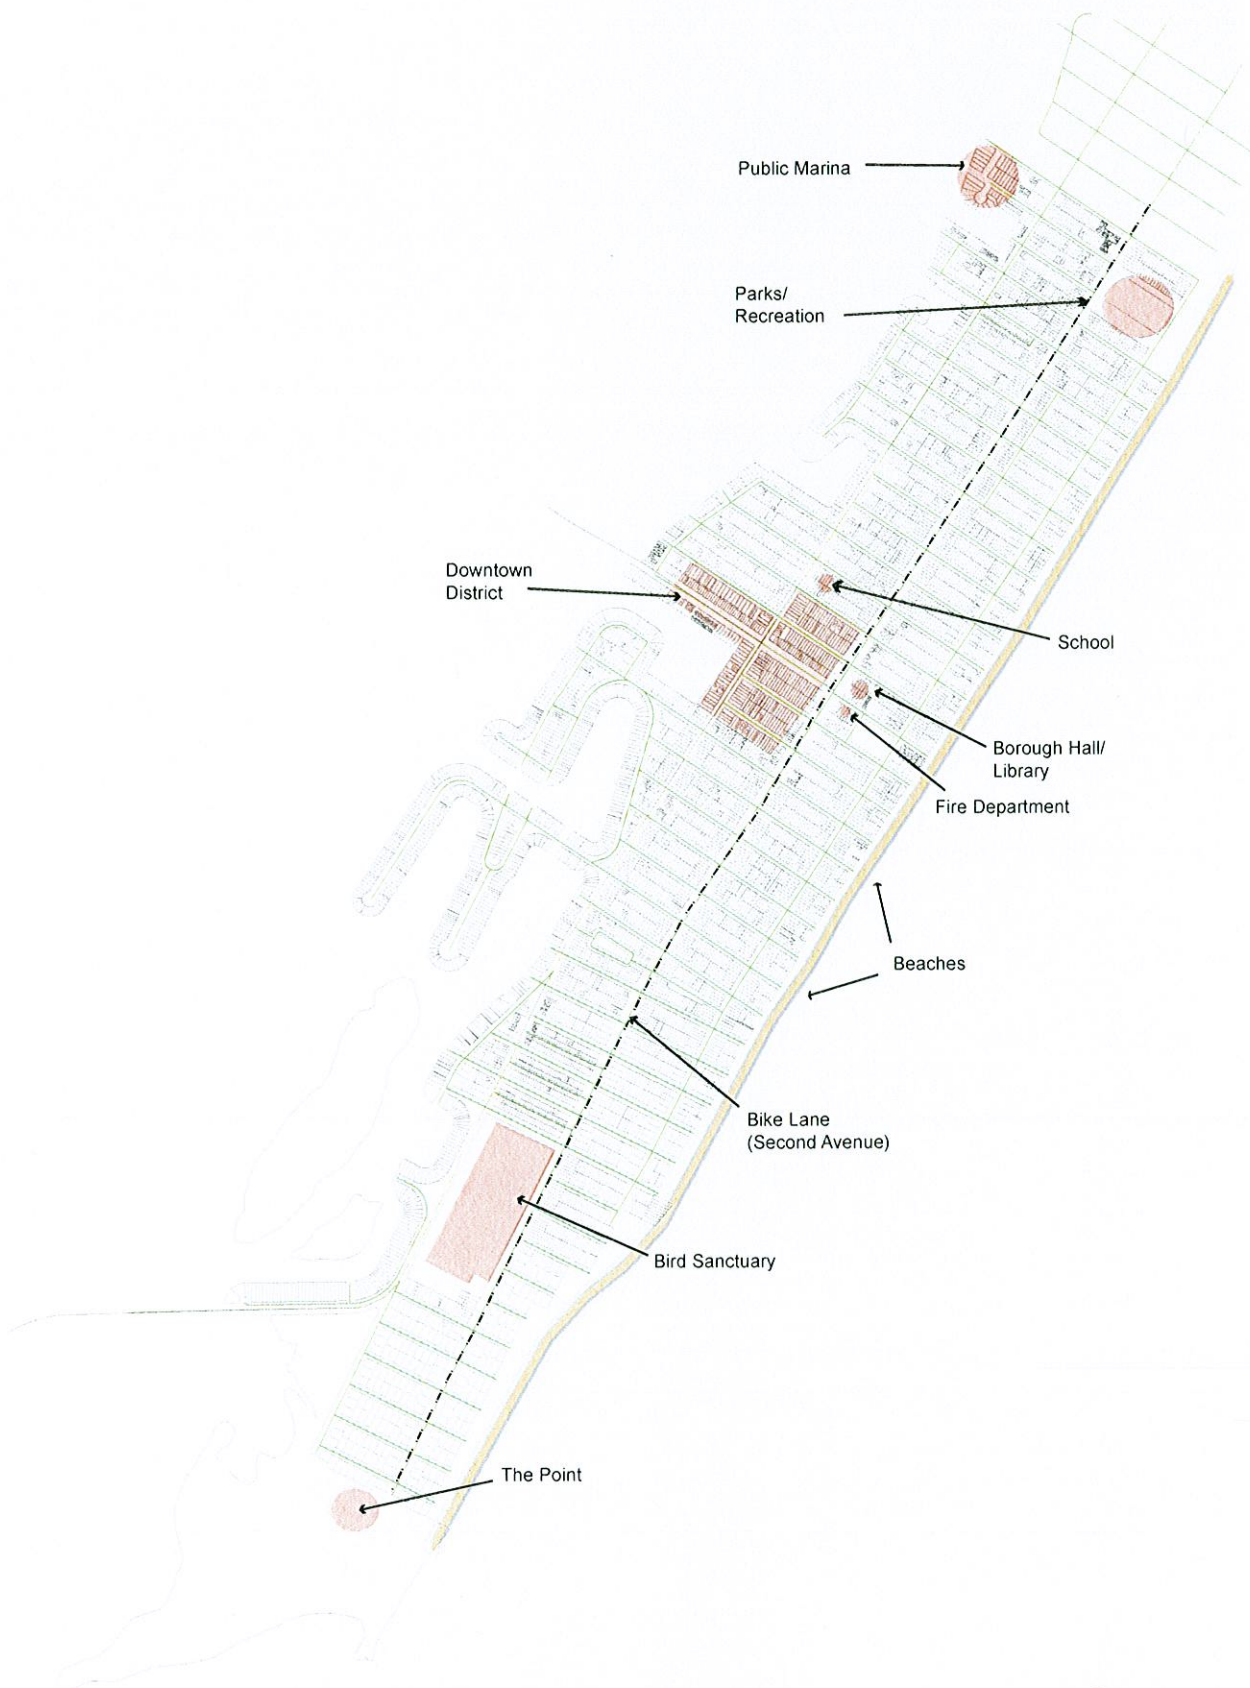 Public Marina
Parks/
Recreation
Downtown
District
School
Borough Hall/
Library
Fire Department
Beaches
Bike Lane
(Second Avenue)
Bird Sanctuary
The Point